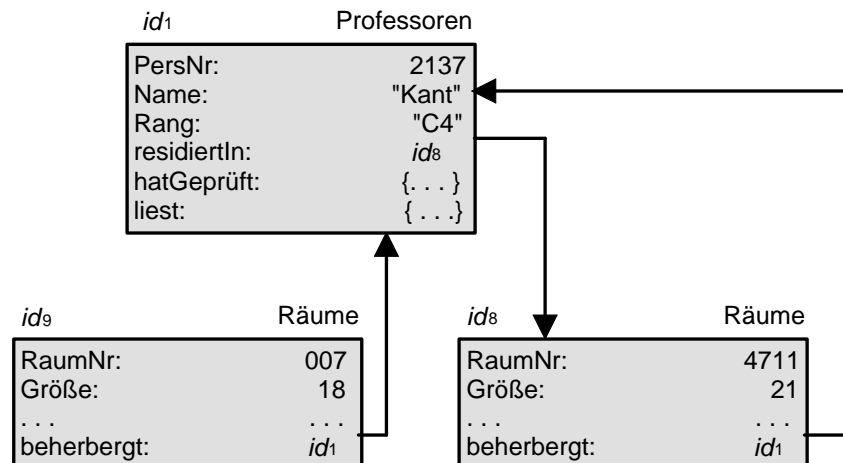 id1 Professoren
PersNr: 2137
Name: "Kant"
Rang: "C4"
residiertIn: id8
hatGeprüft: {. . . }
liest: { . . .}
id9 Räume
RaumNr: 007
Größe: 18
. . . . . .
beherbergt: id1
id8 Räume
RaumNr: 4711
Größe: 21
. . . . . .
beherbergt: id1